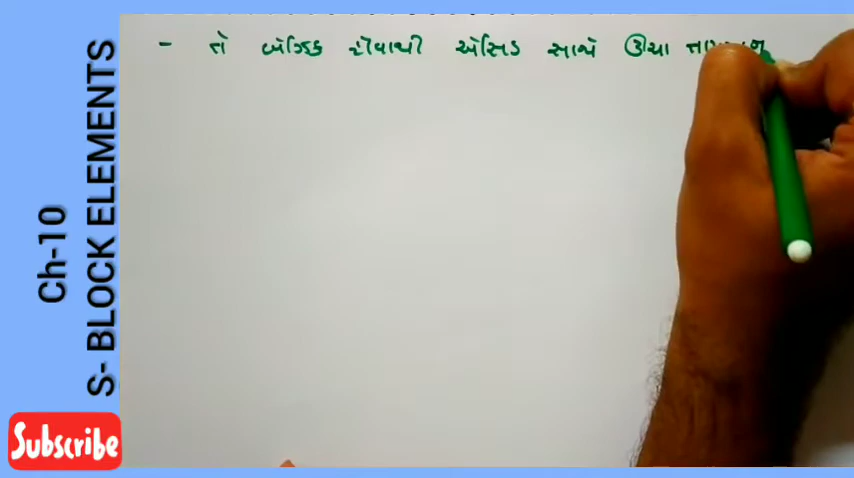 Ch-10
S- BLOCK ELEMENTS
- તે બેઝિક હોવાથી એસિડ સાથે ઊંચા
Subscribe